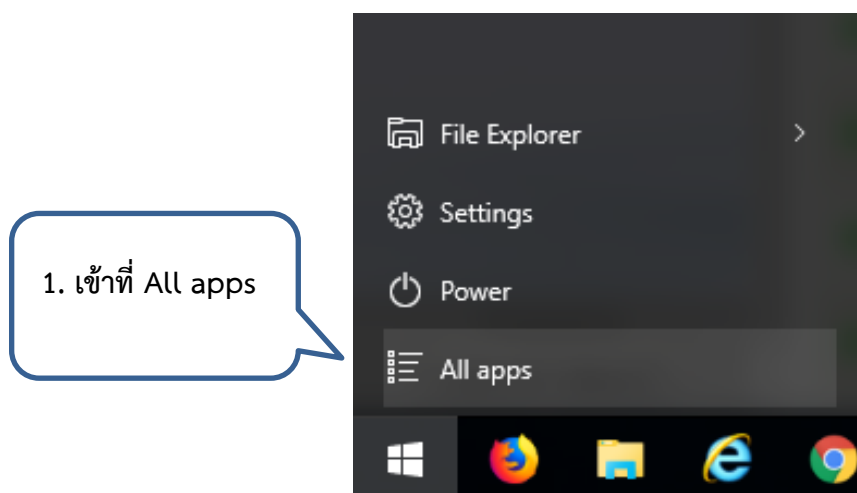 File Explorer
Settings
1. เข้าที่ All apps
Power
All apps